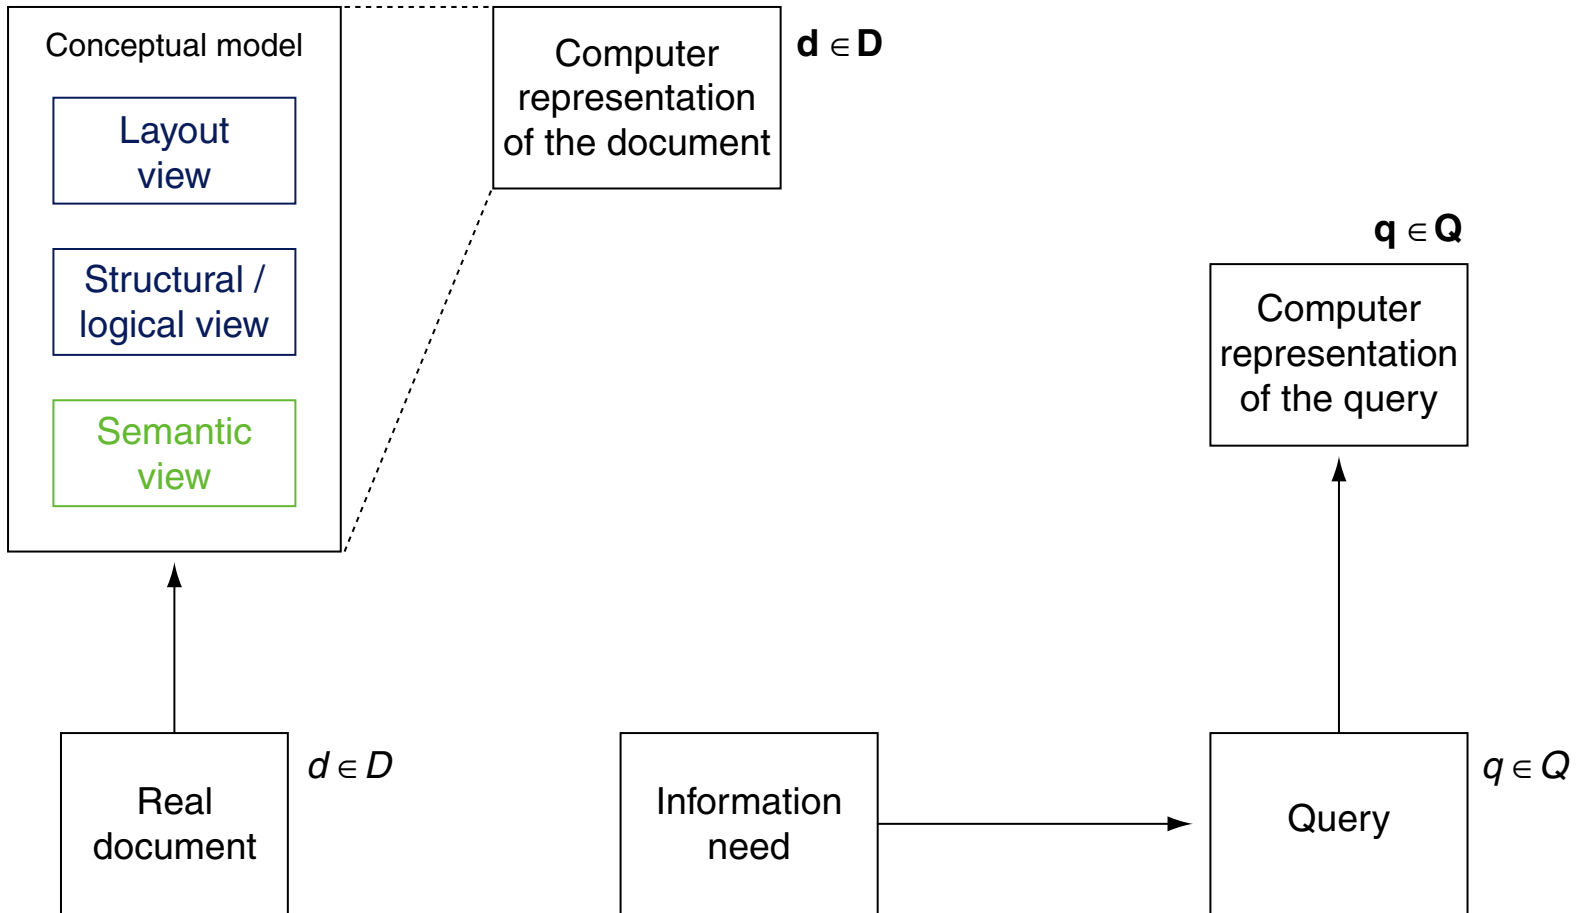 Conceptual model
Layout
view
Structural /
logical view
Semantic
view
Computer
representation
of the document
𝐝 ∈ 𝐃
𝐪 ∈ 𝐐
Computer
representation
of the query
Real
document
d ∈ D
Information
need
Query
q ∈ Q